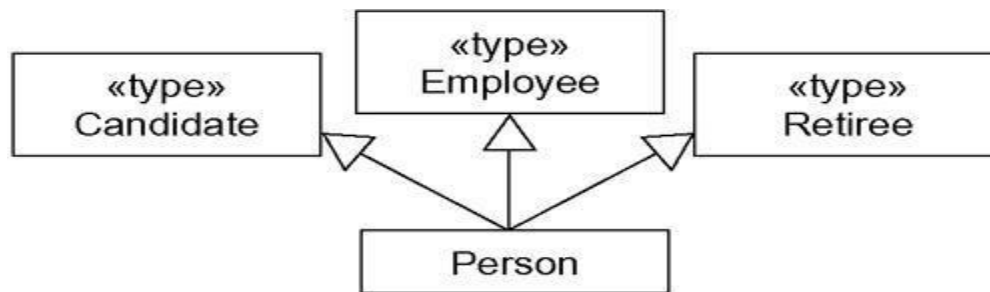 «type»
Candidate
«type»
Employee
«type»
Retiree
Person